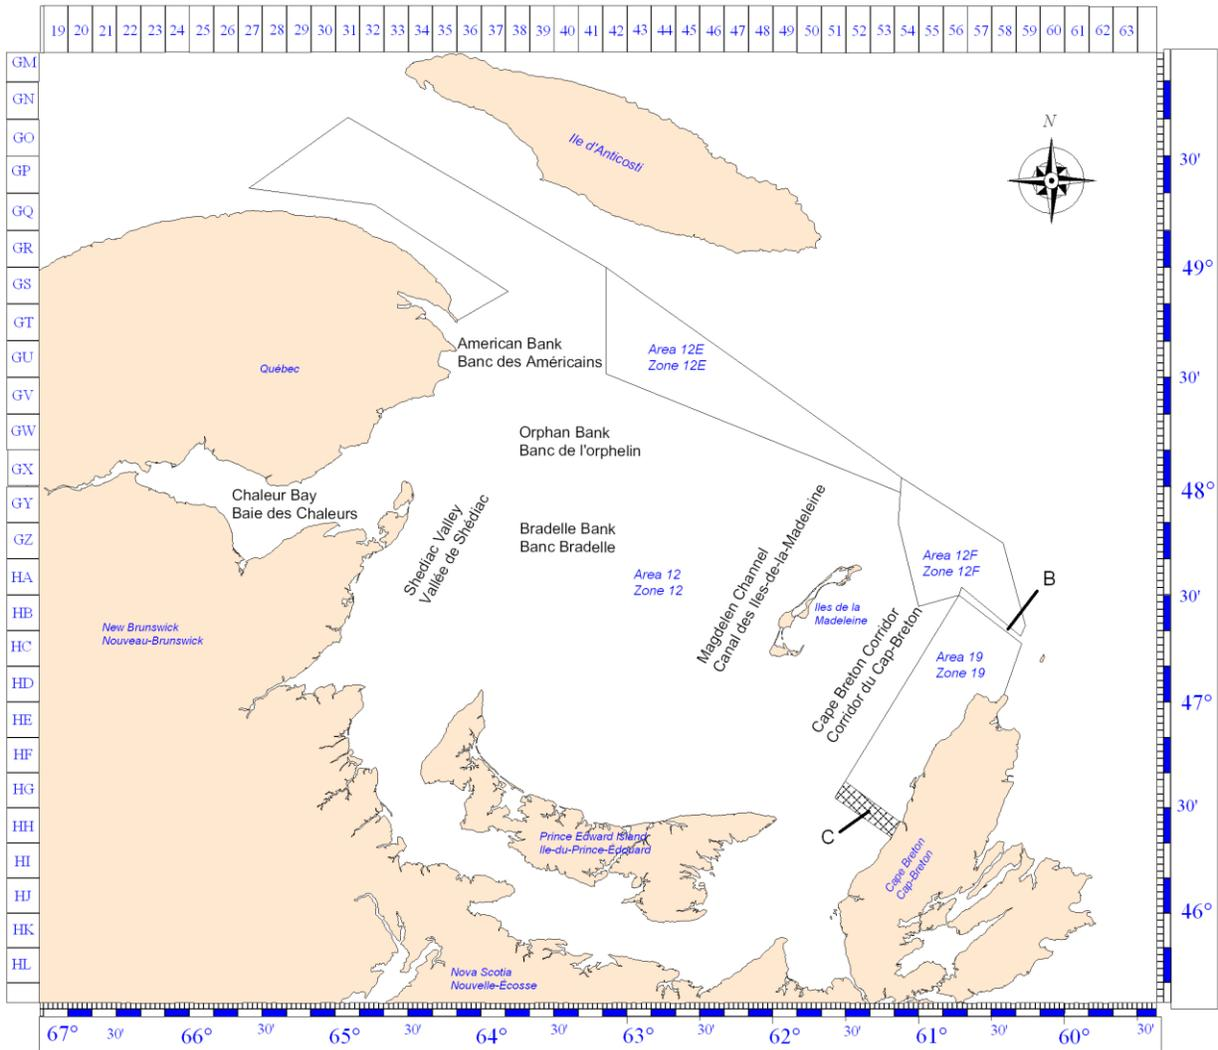 19 20 21 22 23 24 25 26 27 28 29 30 31 32 33 34 35 36 37 38 39 40 41 42 43 44 45 46 47 48 49 50 51 52 53 54 55 56 57 58 59 60 61 62 63
GM
GN
GO
GP
GQ
GR
GS
GT
GU
GV
GW
GX
GY
GZ
HA
HB
HC
HD
HE
HF
HG
HH
HI
HJ
HK
HL
N
Ile d'Anticosti
American Bank
Banc des Américains
Area 12E
Zone 12E
Québec
Orphan Bank
Banc de l'orphelin
Chaleur Bay
Baie des Chaleurs
Shediac Valley
Vallée de Shédiac
Bradelle Bank
Banc Bradelle
Area 12
Zone 12
Magdelen Channel
Canal des Iles-de-la-Madeleine
Area 12F
Zone 12F
B
Iles de la
Madeleine
New Brunswick
Nouveau-Brunswick
Cape Breton Corridor
Corridor du Cap-Breton
Area 19
Zone 19
C
Prince Edward Island
Ile-du-Prince-Édouard
Cape Breton
Cap-Breton
Nova Scotia
Nouvelle-Écosse
30'
49°
30'
48°
30'
47°
30'
46°
67° 30' 66° 30' 65° 30' 64° 30' 63° 30' 62° 30' 61° 30' 60° 30'